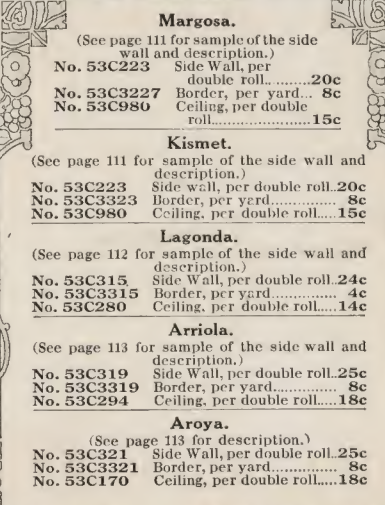 Margosa.
(See page 111 for sample of the side
wall and description.)
No. 53C223 Side Wall, per
double roll..........20c
No. 53C3227 Border, per yard... 8c
No. 53C980 Ceiling, per double
roll......................15c
Kismet.
(See page 111 for sample of the side wall and
description.)
No. 53C223 Side wall, per double roll..20c
No. 53C3323 Border, per yard............... 8c
No. 53C980 Ceiling, per double roll.....15c
Lagonda.
(See page 112 for sample of the side wall and
description.)
No. 53C315 Side Wall, per double roll..24c
No. 53C3315 Border, per yard............... 4c
No. 53C280 Ceiling, per double roll.....14c
Arriola.
(See page 113 for sample of the side wall and
description.)
No. 53C319 Side Wall, per double roll..25c
No. 53C3319 Border, per yard............... 8c
No. 53C294 Ceiling, per double roll.....18c
Aroya.
(See page 113 for description.)
No. 53C321 Side Wall, per double roll..25c
No. 53C3321 Border, per yard............... 8c
No. 53C170 Ceiling, per double roll.....18c